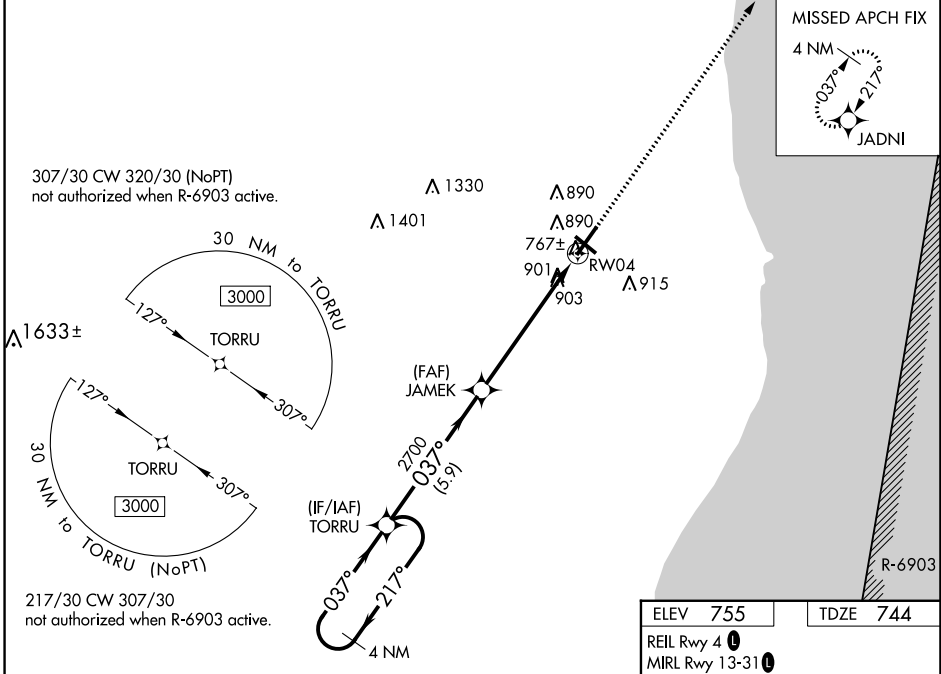 MISSED APCH FIX
4 NM
037°
217°
JADNI
307/30 CW 320/30 (NoPT)
not authorized when R-6903 active.
1330
890
1401
890
767±
RW04
901
903
915
30 NM to TORRU
3000
127°
TORRU
307°
1633±
(FAF)
JAMEK
127°
TORRU
307°
3000
30 NM to TORRU (NoPT)
2700
037°
(5.9)
(IF/IAF)
TORRU
037°
217°
4 NM
R-6903
217/30 CW 307/30
not authorized when R-6903 active.
ELEV 755
TDZE 744
REIL Rwy 4 L
MIRL Rwy 13-31 L